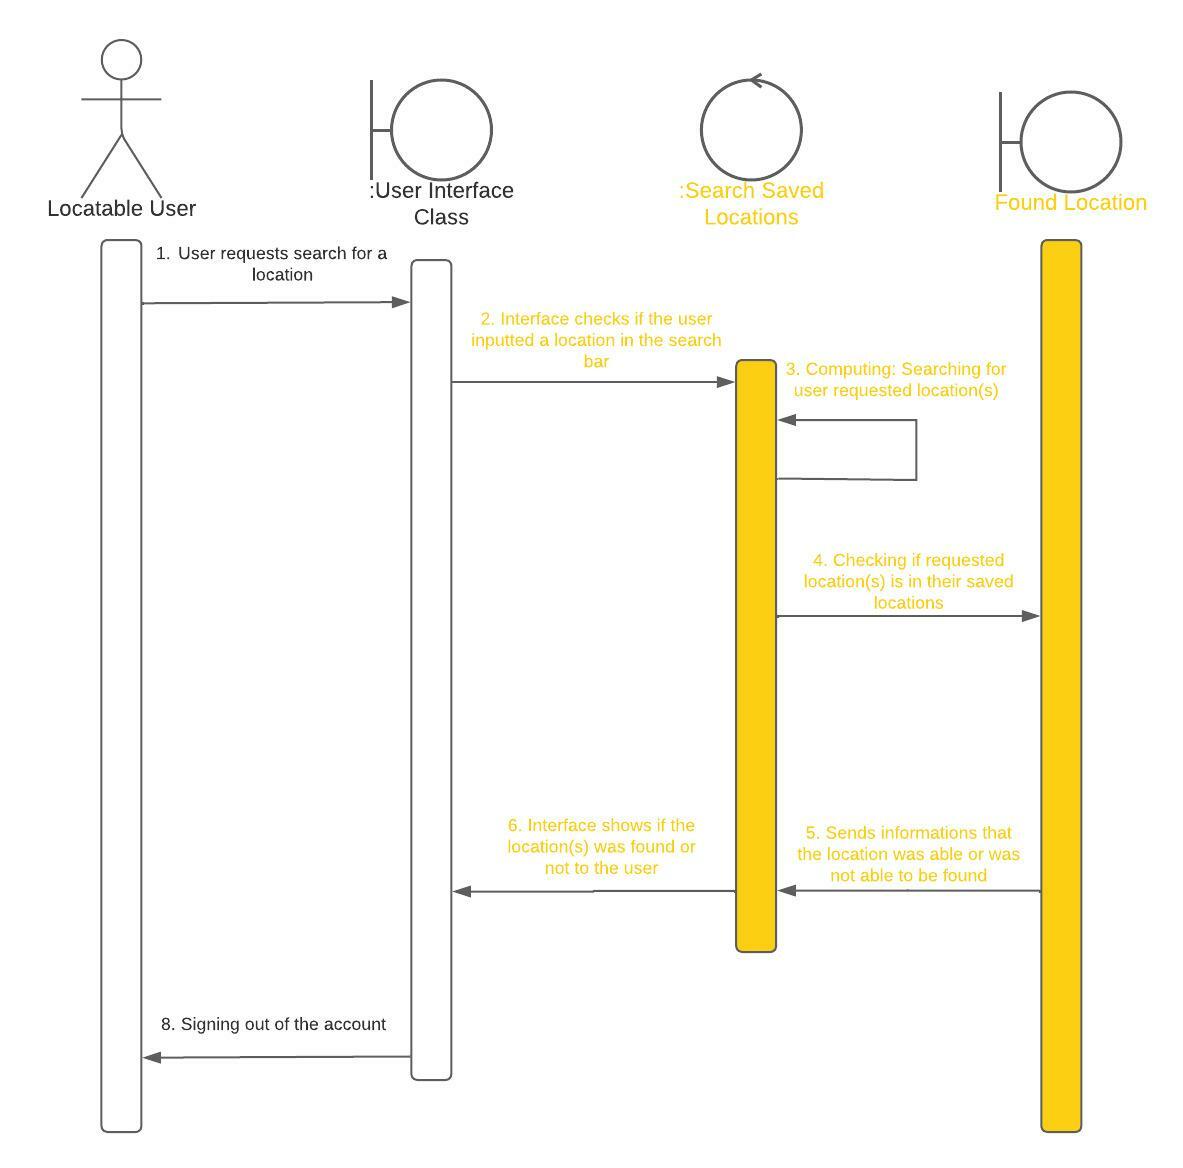 Locatable User
:User Interface
Class
:Search Saved
Locations
Found Location
1. User requests search for a
location
2. Interface checks if the user
inputted a location in the search
bar
3. Computing: Searching for
user requested location(s)
4. Checking if requested
location(s) is in their saved
locations
6. Interface shows if the
location(s) was found or
not to the user
5. Sends informations that
the location was able or was
not able to be found
8. Signing out of the account